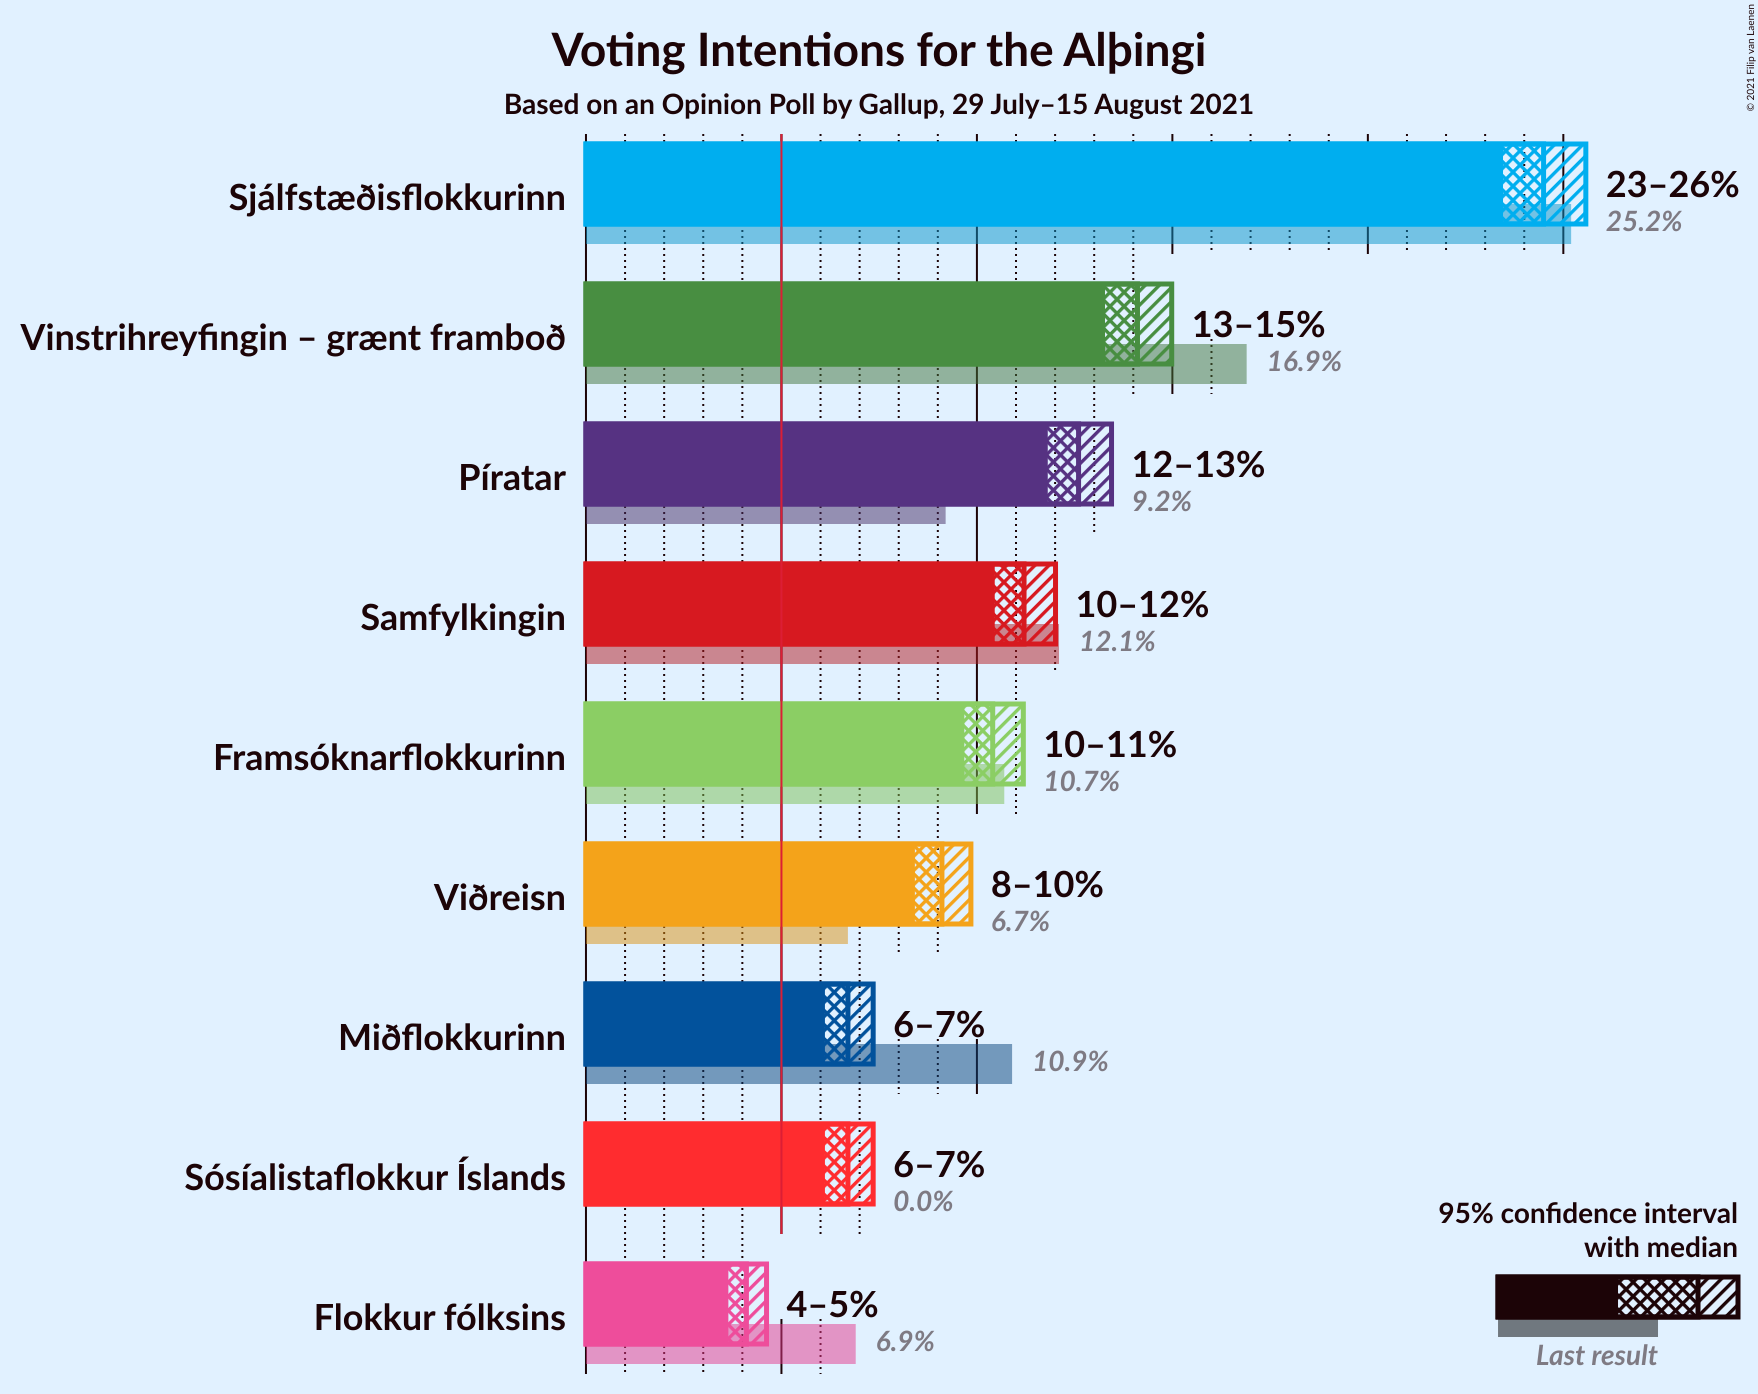 Voting Intentions for the Alþingi
Based on an Opinion Poll by Gallup, 29 July–15 August 2021
© 2021 Filip van Laenen
Sjálfstæðisflokkurinn
23–26%
25.2%
Vinstrihreyfingin – grænt framboð
13–15%
16.9%
Píratar
12–13%
9.2%
Samfylkingin
10–12%
12.1%
Framsóknarflokkurinn
10–11%
10.7%
Viðreisn
8–10%
6.7%
Miðflokkurinn
6–7%
10.9%
Sósíalistaflokkur Íslands
6–7%
0.0%
Flokkur fólksins
4–5%
6.9%
95% confidence interval
with median
Last result